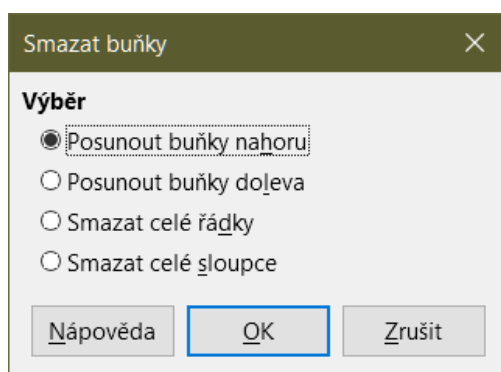 Smazat buňky
Výběr
Posunout buňky nahoru
Posunout buňky doleva
Smazat celé řádky
Smazat celé sloupce
Nápověda OK Zrušit